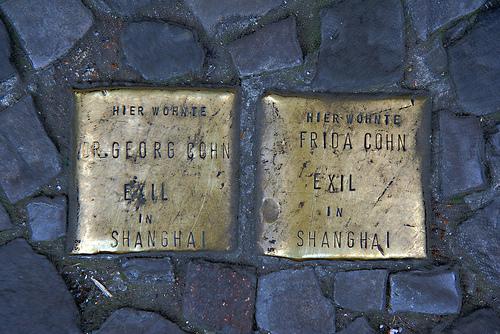 HIER WOHNTE
DR. GEORG COHN
EXIL
IN
SHANGHAI
HIER WOHNTE
FRIDA COHN
EXIL
IN
SHANGHAI